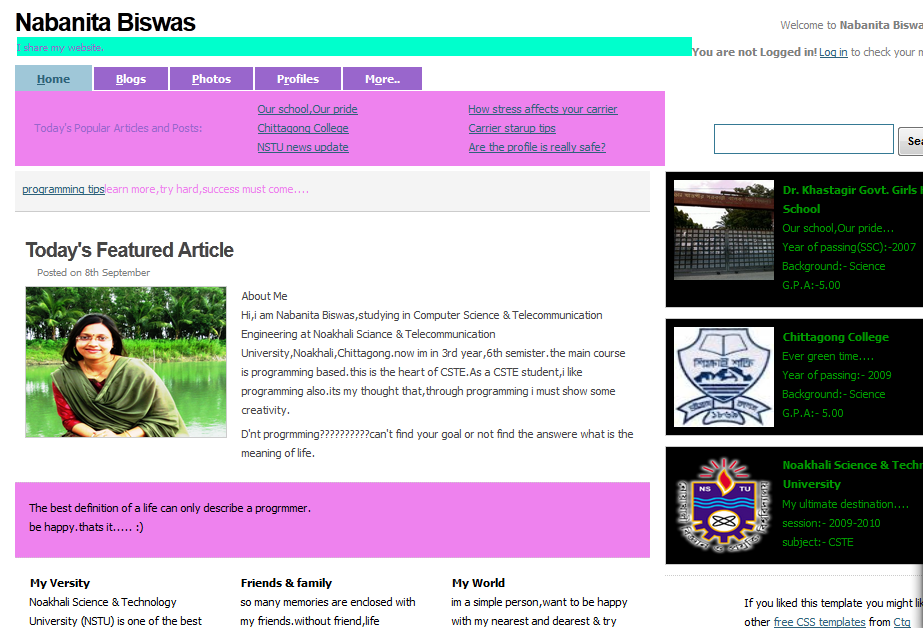 Nabanita Biswas
I share my website.
Welcome to Nabanita Biswa
You are not Logged in! Log in to check your
Home Blogs Photos Profiles More..
Today's Popular Articles and Posts:
Our school,Our pride
Chittagong College
NSTU news update
How stress affects your carrier
Carrier starup tips
Are the profile is really safe?
programming tipslearn more,try hard,success must come....
Today's Featured Article
Posted on 8th September
About Me
Hi,i am Nabanita Biswas,studying in Computer Science & Telecommunication
Engineering at Noakhali Sciance & Telecommunication
University,Noakhali,Chittagong.now im in 3rd year,6th semister.the main course
is programming based.this is the heart of CSTE.As a CSTE student,i like
programming also.its my thought that,through programming i must show some
creativity.
D'nt progrmming??????????can't find your goal or not find the answere what is the
meaning of life.
The best definition of a life can only describe a progrmmer.
be happy.thats it..... :)
My Versity
Noakhali Science & Technology
University (NSTU) is one of the best
Friends & family
so many memories are enclosed with
my friends.without friend,life
My World
im a simple person,want to be happy
with my nearest and dearest & try
Sea
Dr. Khastagir Govt. Girls
School
Our school,Our pride...
Year of passing(SSC):-2007
Background:- Science
G.P.A:-5.00
Chittagong College
Ever green time....
Year of passing:- 2009
Background:- Science
G.P.A:- 5.00
NS TU
Noakhali Science & Techn
University
My ultimate destination....
session:- 2009-2010
subject:- CSTE
If you liked this template you might lik
other free CSS templates from Ctg